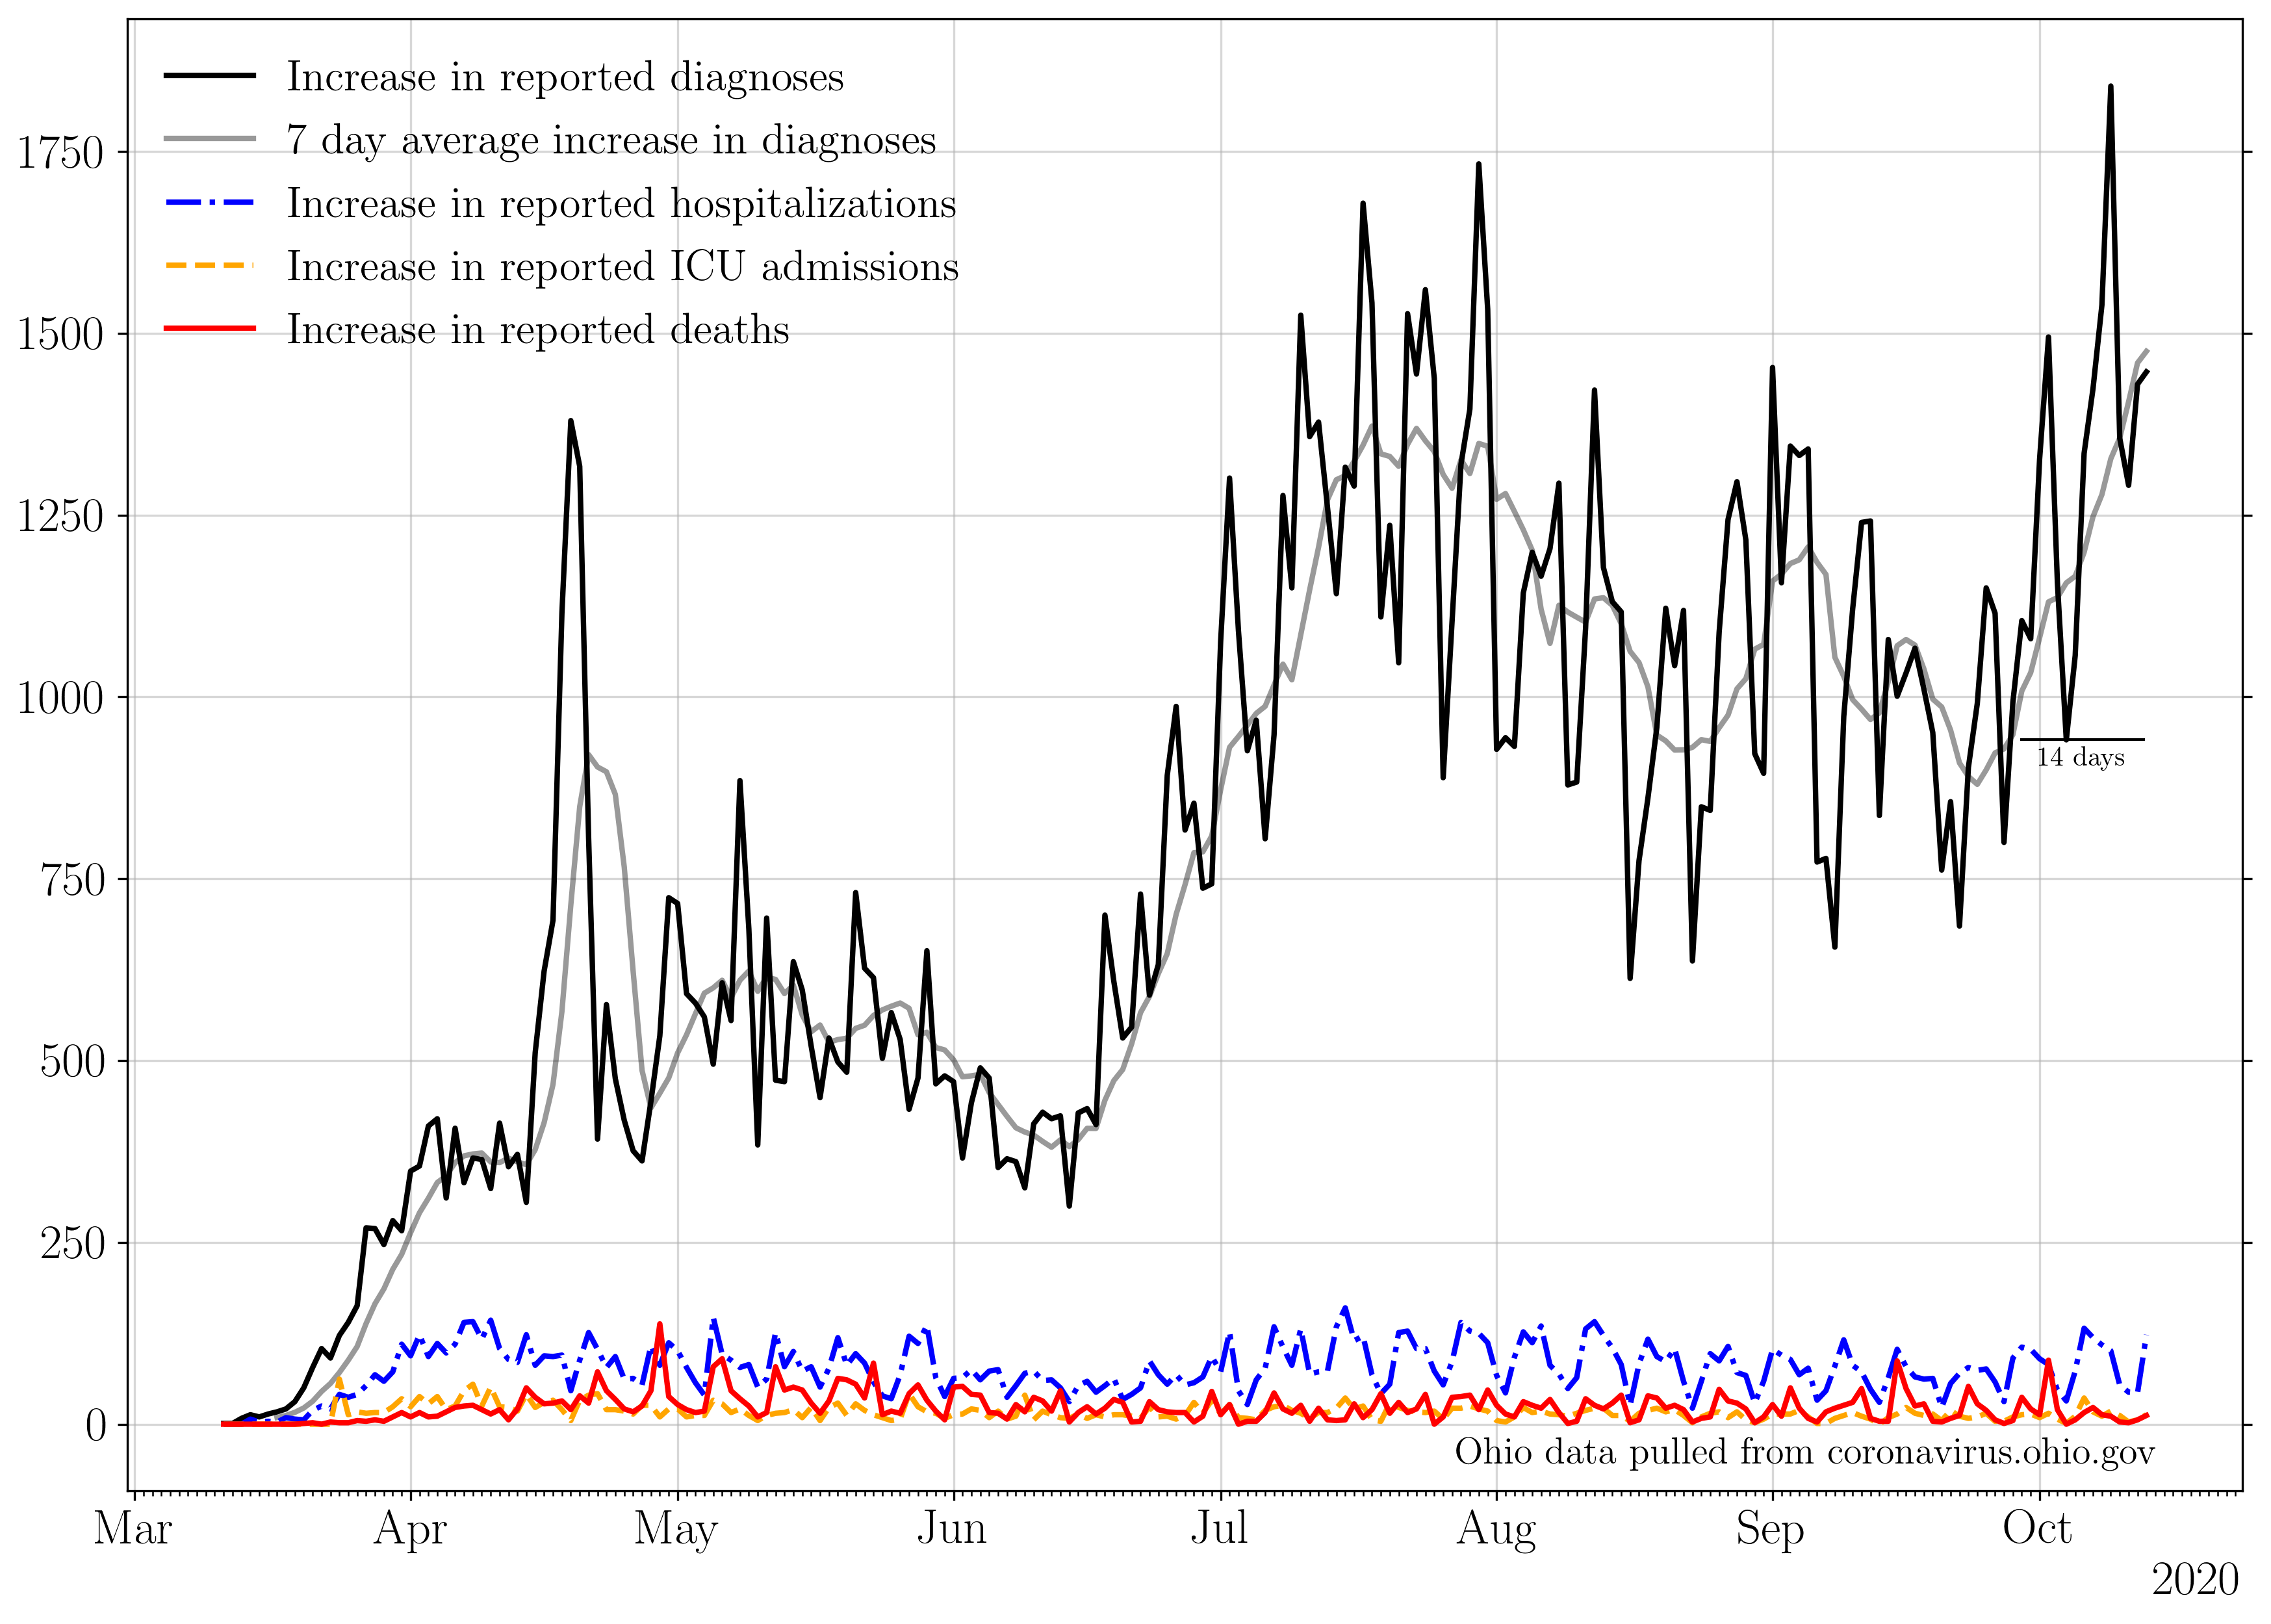 Increase in reported diagnoses
7 day average increase in diagnoses
Increase in reported hospitalizations
Increase in reported ICU admissions
Increase in reported deaths
1750
1500
1250
1000
750
500
250
0
14 days
Ohio data pulled from coronavirus.ohio.gov
Mar Apr May Jun Jul Aug Sep Oct
2020